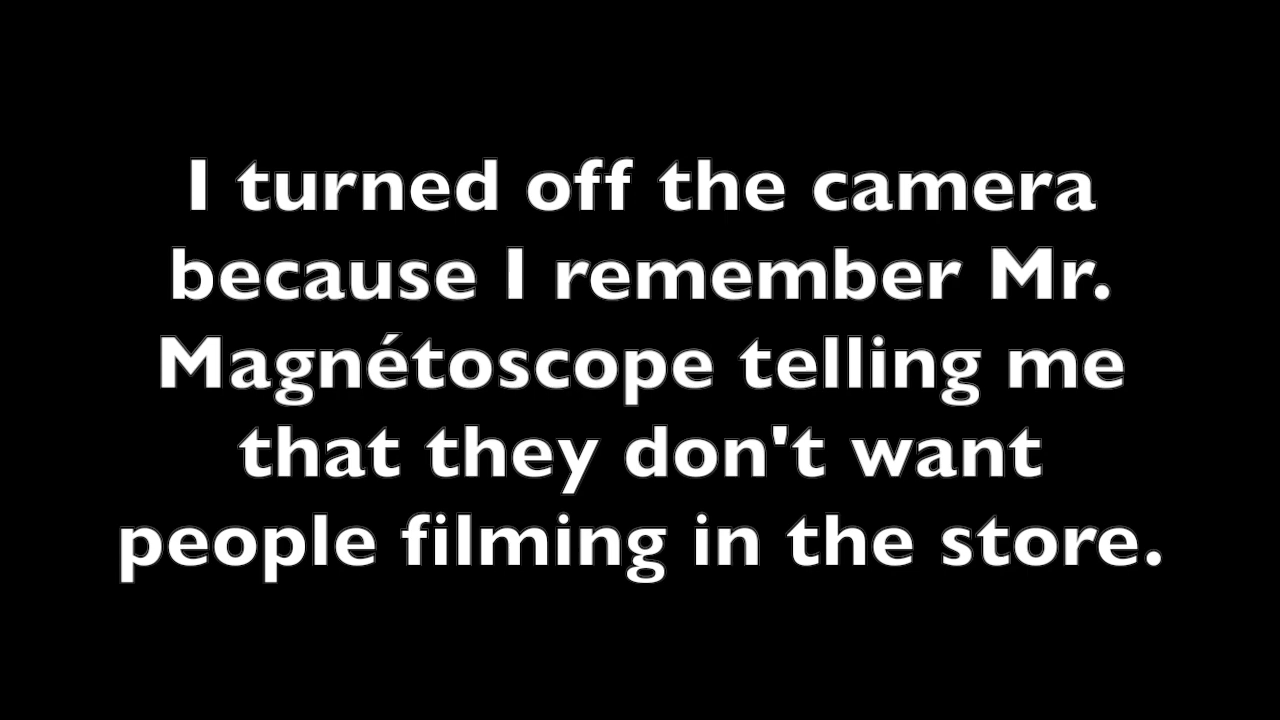 I turned off the camera
because I remember Mr.
Magnétoscope telling me
that they don't want
people filming in the store.